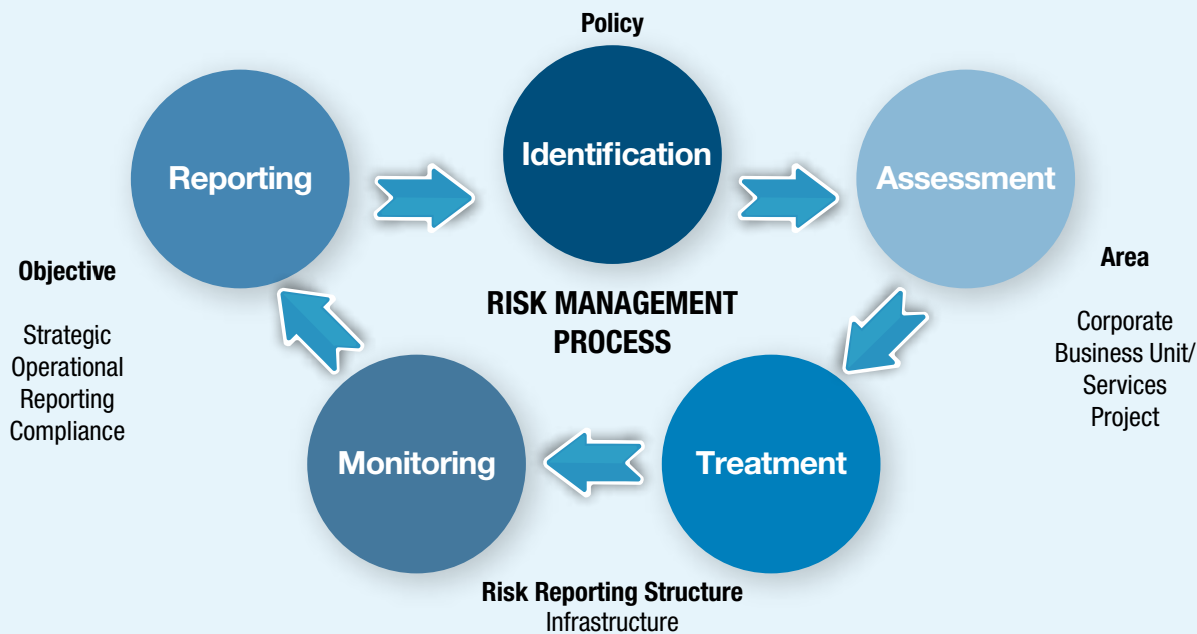 Policy
Identification
Reporting
Assessment
Objective
Strategic
Operational
Reporting
Compliance
RISK MANAGEMENT
PROCESS
Area
Corporate
Business Unit/
Services
Project
Monitoring
Treatment
Risk Reporting Structure
Infrastructure